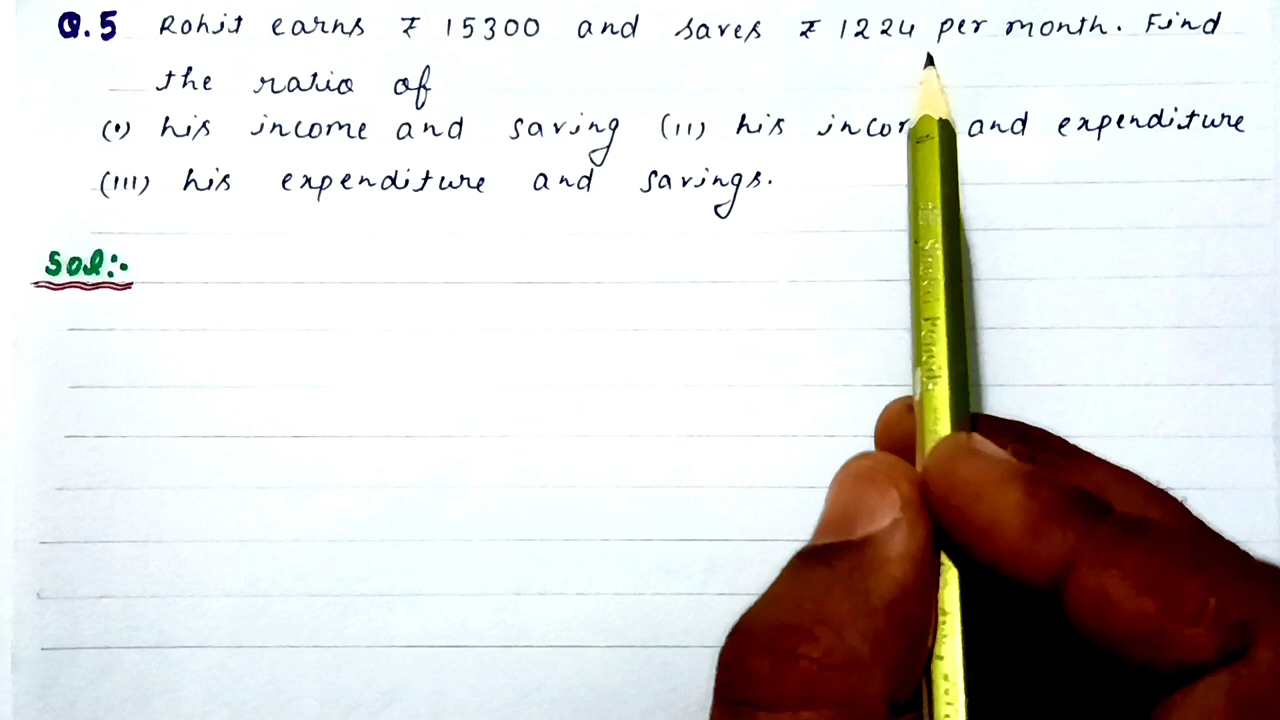 Q.5 Rohit earns ₹ 15300 and saves ₹ 1224 per month. Find
the ratio of
(i) his income and saving (ii) his incom and expenditure
(iii) his expenditure and savings.
Sol:-